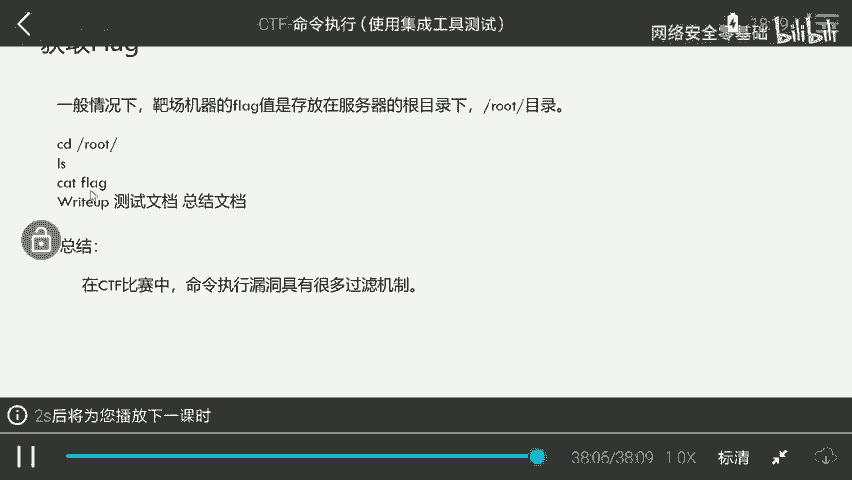 CTF-命令执行（使用集成工具测试）
18:19
网络安全零基础 bilibili
获取Flag
一般情况下，靶场机器的flag值是存放在服务器的根目录下，/root/目录。
cd /root/
ls
cat flag
Writeup 测试文档 总结文档
总结：
在CTF比赛中，命令执行漏洞具有很多过滤机制。
2s后将为您播放下一课时
38:06/38:09 1.0X 标清